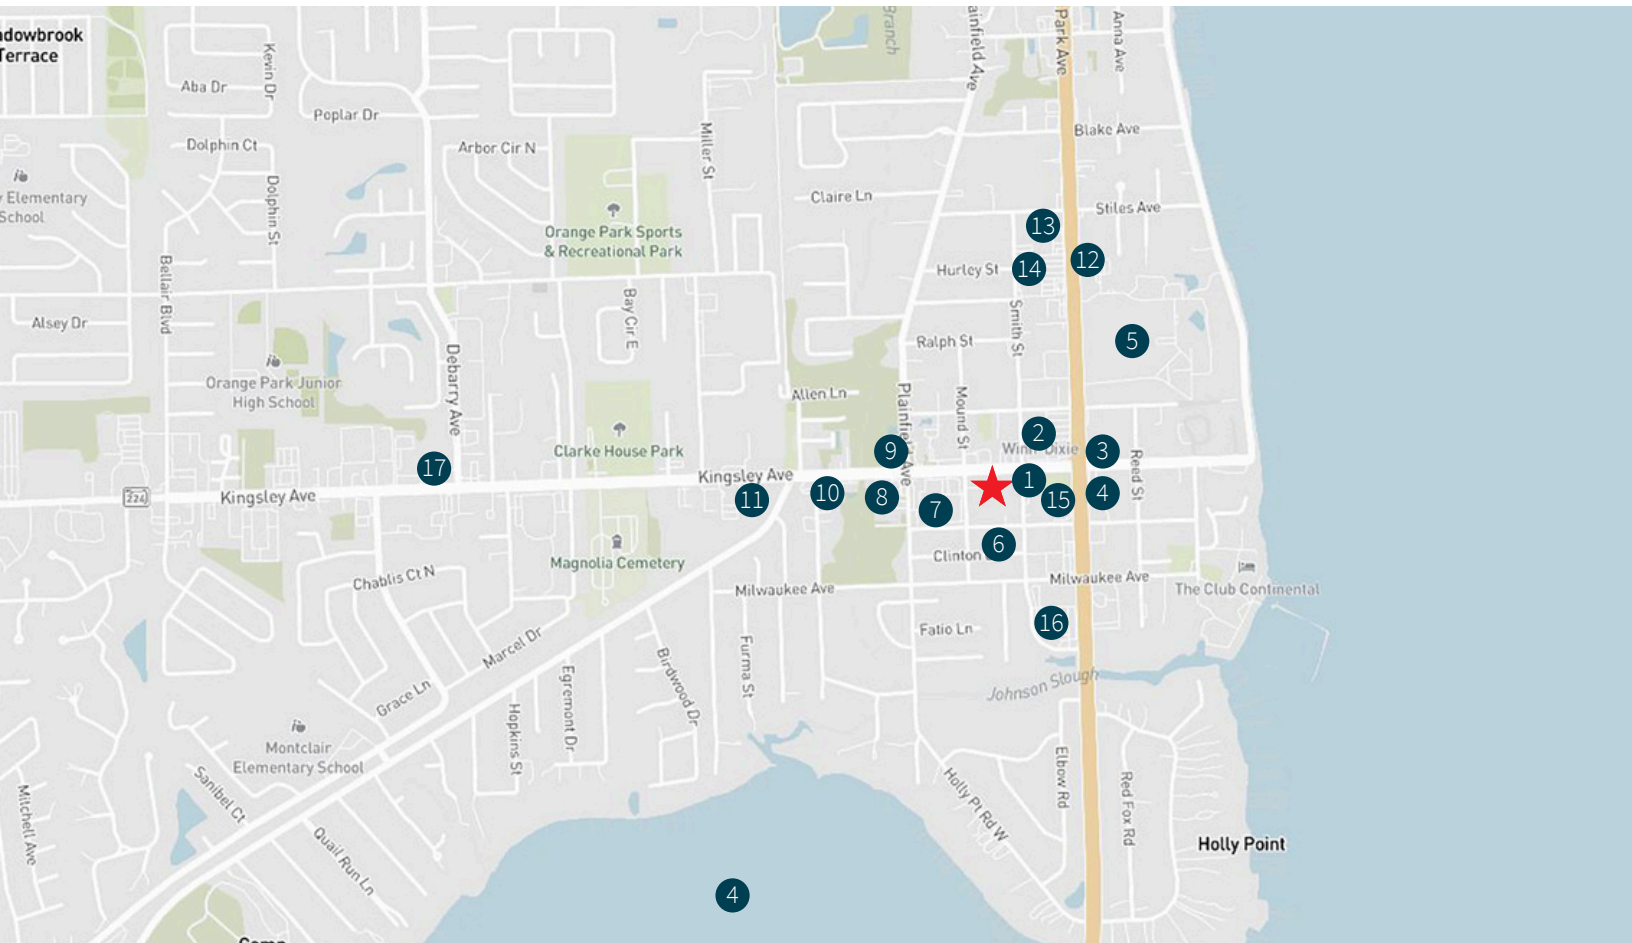 adowbrook
Terrace
Kevin Dr
Aba Dr
Poplar Dr
Dolphin Ct
Dolphin St
Arbor Cir N
Miller St
Branch
ainfield Ave
Park Ave
Anna Ave
Blake Ave
Claire Ln
Stiles Ave
y Elementary
School
Orange Park Sports
& Recreational Park
13
12
14
Hurley St
Bellair Blvd
Bay Cir E
Smith St
Alsey Dr
Ralph St
5
Debarry Ave
Orange Park Junior
High School
Allen Ln
Plainfield Ave
Mound St
Clarke House Park
2
Winn Dixie
3
9
Reed St
17
Kingsley Ave
Kingsley Ave
224
11
10
8
7
1
15
4
6
Clinton
Magnolia Cemetery
Chablis Ct N
Milwaukee Ave
Milwaukee Ave
The Club Continental
Fatio Ln
16
Marcel Dr
Furma St
Birdwood Dr
Egremont Dr
Johnson Slough
Grace Ln
Hopkins St
Montclair
Elementary School
Sanibel Ct
Mitchell Ave
Quail Run Ln
Holly Pt Rd W
Elbow Rd
Red Fox Rd
Holly Point
4